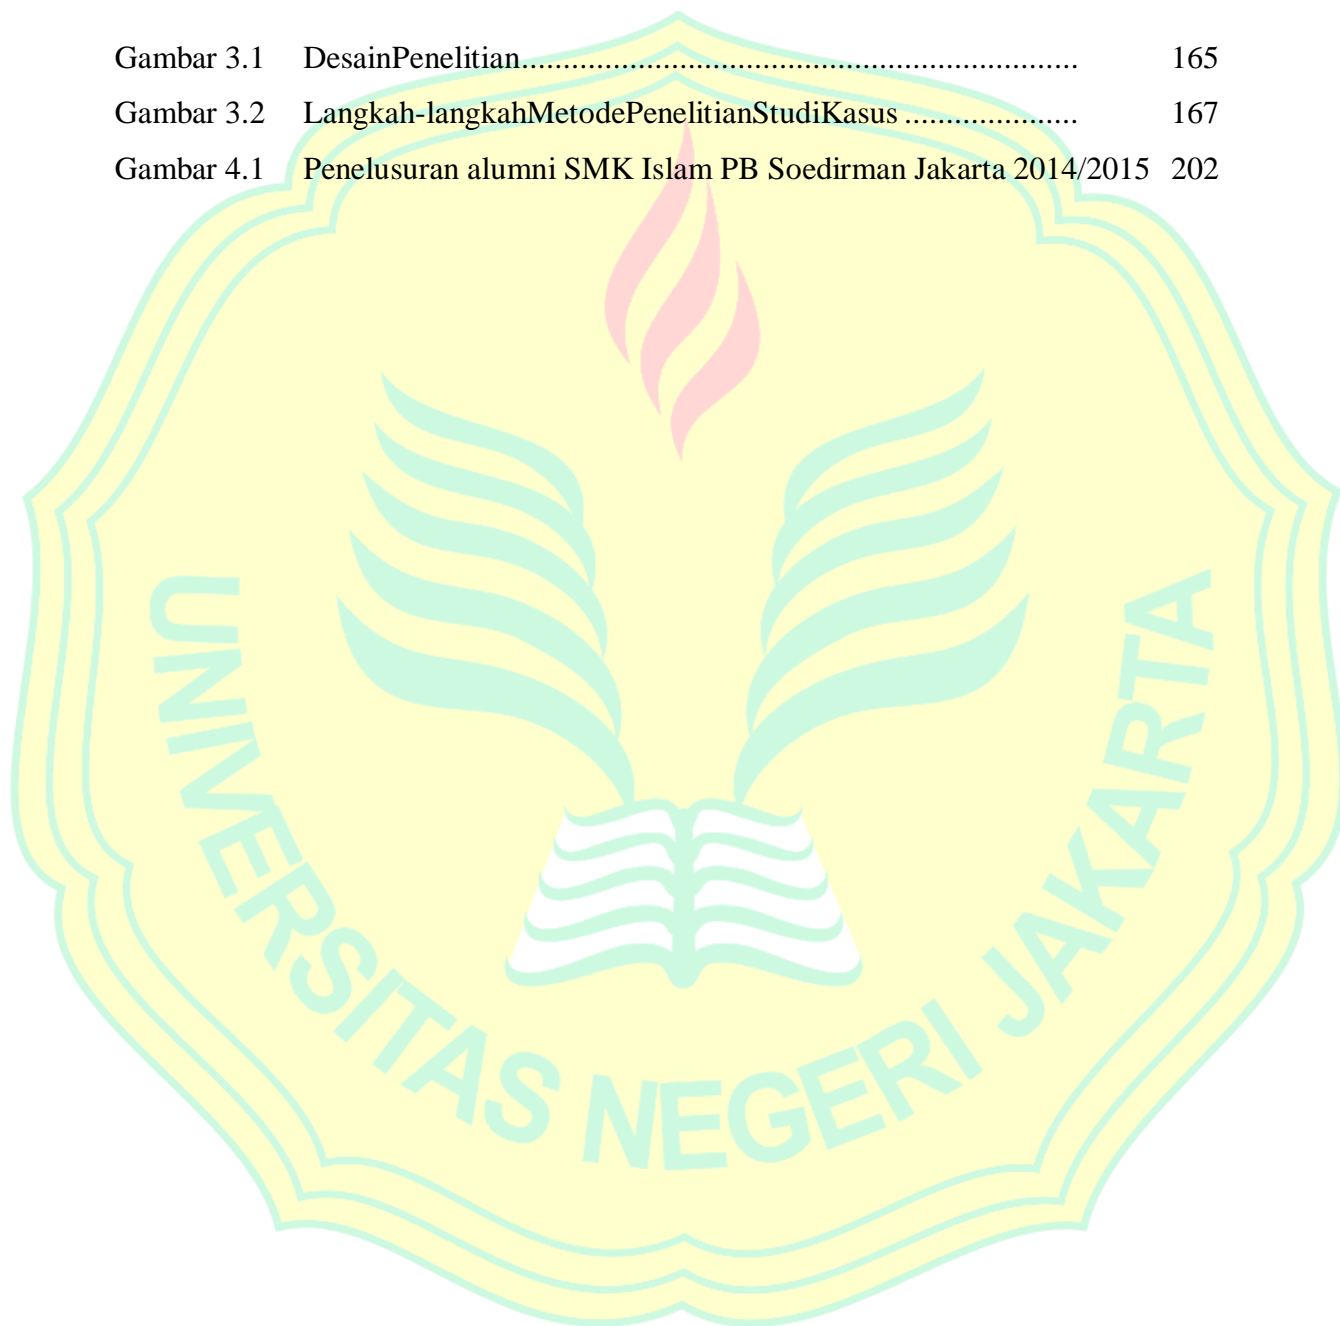 Gambar 3.1 DesainPenelitian...................................................................... 165
Gambar 3.2 Langkah-langkahMetodePenelitianStudiKasus ...................... 167
Gambar 4.1 Penelusuran alumni SMK Islam PB Soedirman Jakarta 2014/2015 202
UNIVERSITAS NEGERI JAKARTA